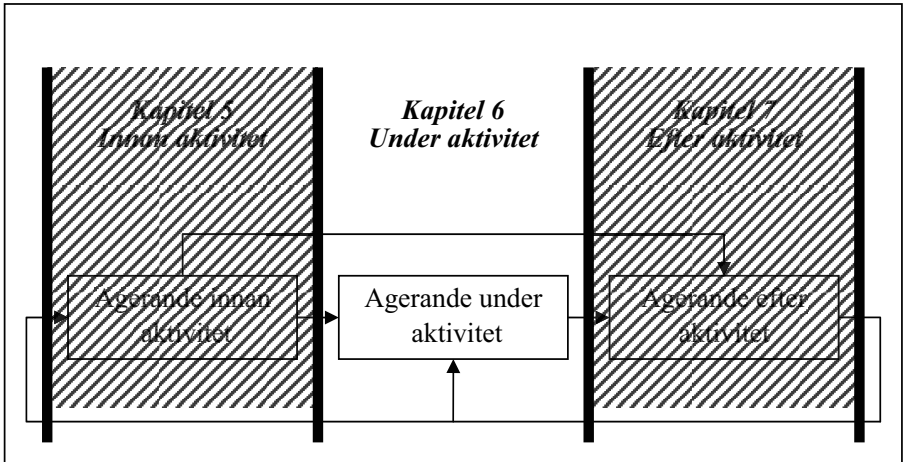 Kapitel 5
Innan aktivitet
Kapitel 6
Under aktivitet
Kapitel 7
Efter aktivitet
Agerande innan
aktivitet
Agerande under
aktivitet
Agerande efter
aktivitet